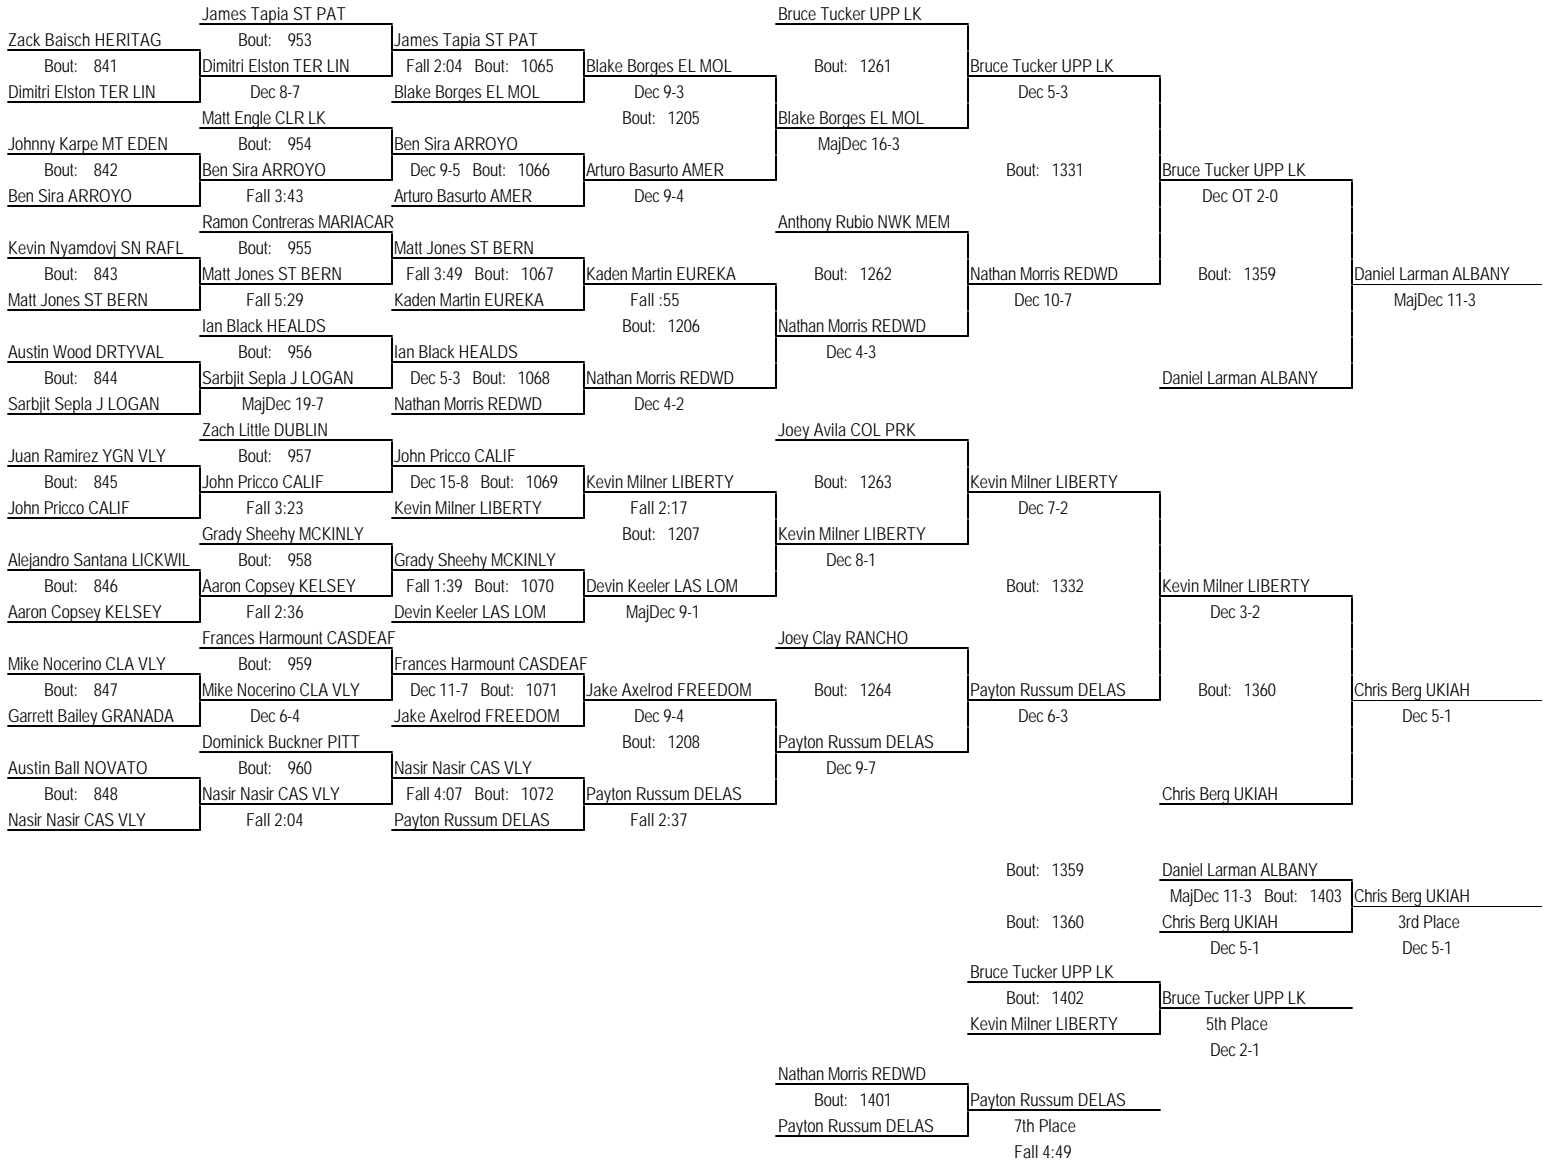 James Tapia ST PAT Bruce Tucker UPP LK
Zack Baisch HERITAG Bout: 953 James Tapia ST PAT
Bout: 841 Dimitri Elston TER LIN Fall 2:04 Bout: 1065 Blake Borges EL MOL Bout: 1261 Bruce Tucker UPP LK
Dimitri Elston TER LIN Dec 8-7 Blake Borges EL MOL Dec 9-3 Dec 5-3
Matt Engle CLR LK Bout: 1205 Blake Borges EL MOL
Johnny Karpe MT EDEN Bout: 954 Ben Sira ARROYO MajDec 16-3
Bout: 842 Ben Sira ARROYO Dec 9-5 Bout: 1066 Arturo Basurto AMER Bout: 1331 Bruce Tucker UPP LK
Ben Sira ARROYO Fall 3:43 Arturo Basurto AMER Dec 9-4 Dec OT 2-0
Ramon Contreras MARIACAR Anthony Rubio NWK MEM
Kevin Nyamdovj SN RAFL Bout: 955 Matt Jones ST BERN
Bout: 843 Matt Jones ST BERN Fall 3:49 Bout: 1067 Kaden Martin EUREKA Bout: 1262 Nathan Morris REDWD Bout: 1359 Daniel Larman ALBANY
Matt Jones ST BERN Fall 5:29 Kaden Martin EUREKA Fall :55 Dec 10-7 MajDec 11-3
Ian Black HEALDS Bout: 1206 Nathan Morris REDWD
Austin Wood DRTYVAL Bout: 956 Ian Black HEALDS Dec 4-3
Bout: 844 Sarbjit Sepla J LOGAN Dec 5-3 Bout: 1068 Nathan Morris REDWD Daniel Larman ALBANY
Sarbjit Sepla J LOGAN MajDec 19-7 Nathan Morris REDWD Dec 4-2
Zach Little DUBLIN Joey Avila COL PRK
Juan Ramirez YGN VLY Bout: 957 John Pricco CALIF
Bout: 845 John Pricco CALIF Dec 15-8 Bout: 1069 Kevin Milner LIBERTY Bout: 1263 Kevin Milner LIBERTY
John Pricco CALIF Fall 3:23 Kevin Milner LIBERTY Fall 2:17 Dec 7-2
Grady Sheehy MCKINLY Bout: 1207 Kevin Milner LIBERTY
Alejandro Santana LICKWIL Bout: 958 Grady Sheehy MCKINLY Dec 8-1
Bout: 846 Aaron Copsey KELSEY Fall 1:39 Bout: 1070 Devin Keeler LAS LOM Bout: 1332 Kevin Milner LIBERTY
Aaron Copsey KELSEY Fall 2:36 Devin Keeler LAS LOM MajDec 9-1 Dec 3-2
Frances Harmount CASDEAF Joey Clay RANCHO
Mike Nocerino CLA VLY Bout: 959 Frances Harmount CASDEAF
Bout: 847 Mike Nocerino CLA VLY Dec 11-7 Bout: 1071 Jake Axelrod FREEDOM Bout: 1264 Payton Russum DELAS Bout: 1360 Chris Berg UKIAH
Garrett Bailey GRANADA Dec 6-4 Jake Axelrod FREEDOM Dec 9-4 Dec 6-3 Dec 5-1
Dominick Buckner PITT Bout: 1208 Payton Russum DELAS
Austin Ball NOVATO Bout: 960 Nasir Nasir CAS VLY Dec 9-7
Bout: 848 Nasir Nasir CAS VLY Fall 4:07 Bout: 1072 Payton Russum DELAS Chris Berg UKIAH
Nasir Nasir CAS VLY Fall 2:04 Payton Russum DELAS Fall 2:37
Bout: 1359 Daniel Larman ALBANY
MajDec 11-3 Bout: 1403 Chris Berg UKIAH
Bout: 1360 Chris Berg UKIAH 3rd Place
Dec 5-1 Dec 5-1
Bruce Tucker UPP LK
Bout: 1402 Bruce Tucker UPP LK
Kevin Milner LIBERTY 5th Place
Dec 2-1
Nathan Morris REDWD
Bout: 1401 Payton Russum DELAS
Payton Russum DELAS 7th Place
Fall 4:49